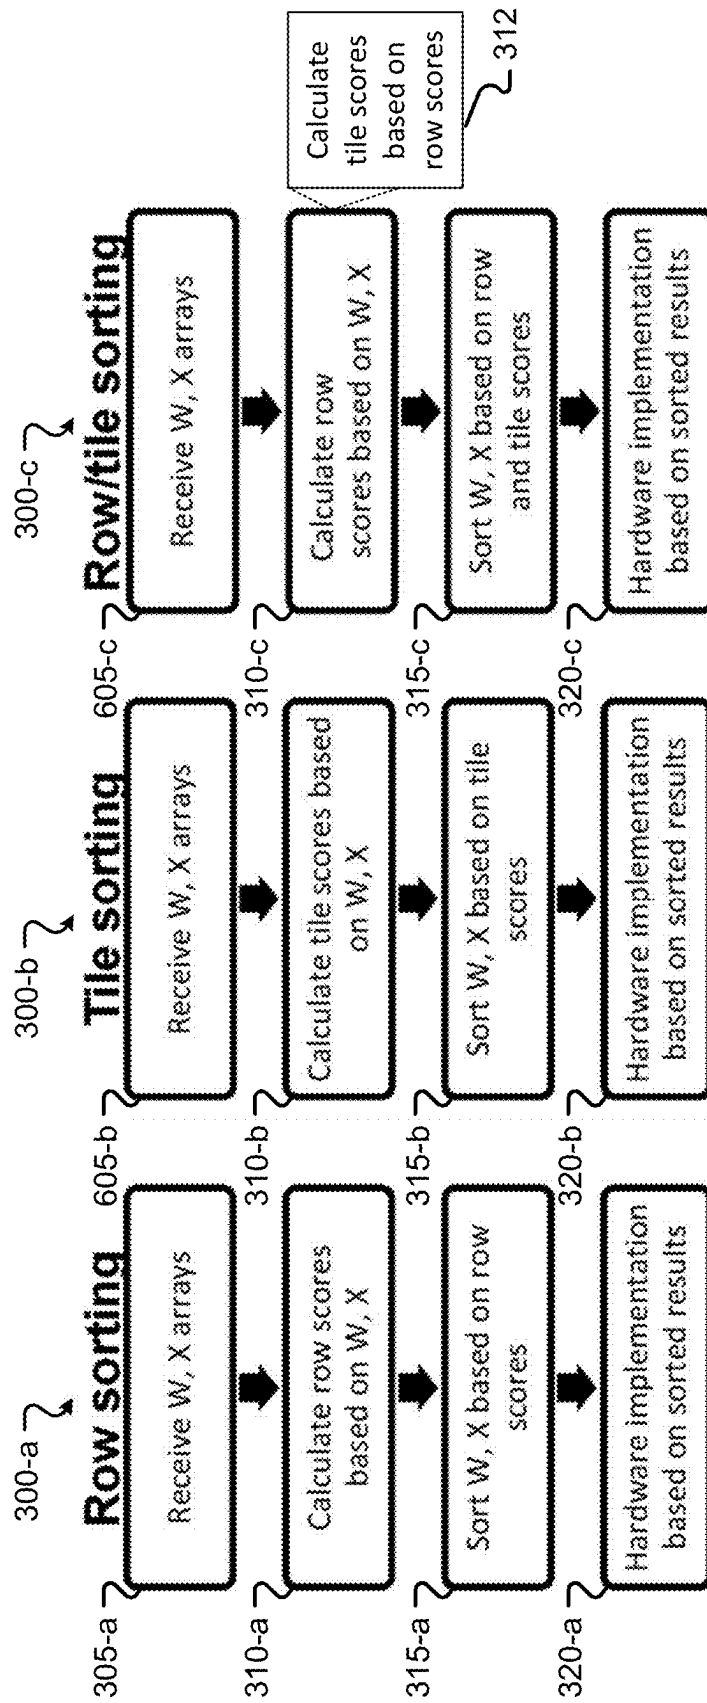 300-a
Row sorting
305-a
Receive W, X arrays
310-a
Calculate row scores
based on W, X
315-a
Sort W, X based on row
scores
320-a
Hardware implementation
based on sorted results
300-b
Tile sorting
605-b
Receive W, X arrays
310-b
Calculate tile scores based
on W, X
315-b
Sort W, X based on tile
scores
320-b
Hardware implementation
based on sorted results
300-c
Row/tile sorting
605-c
Receive W, X arrays
310-c
Calculate row
scores based on W, X
Calculate
tile scores
based on
row scores
312
315-c
Sort W, X based on row
and tile scores
320-c
Hardware implementation
based on sorted results